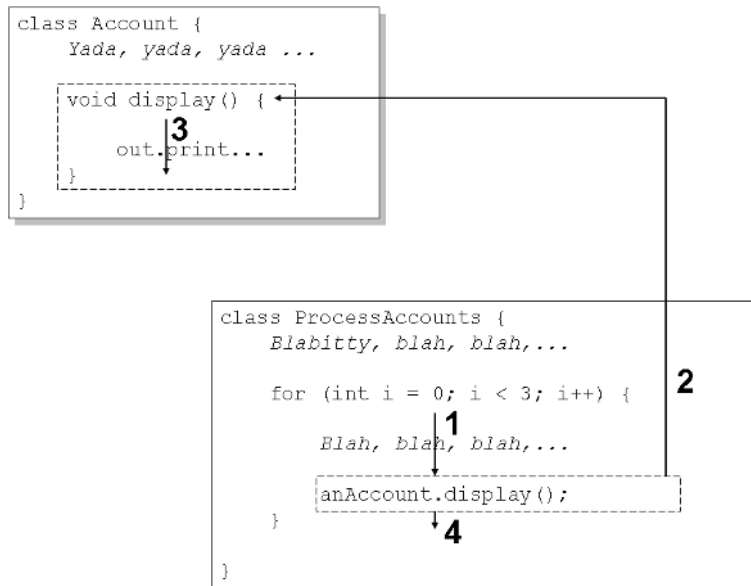 class Account {
Yada, yada, yada ...
void display() {
3
out.print...
}
}
class ProcessAccounts {
Blabitty, blah, blah,...
2
for (int i = 0; i < 3; i++) {
1
Blah, blah, blah,...
anAccount.display();
}
4
}